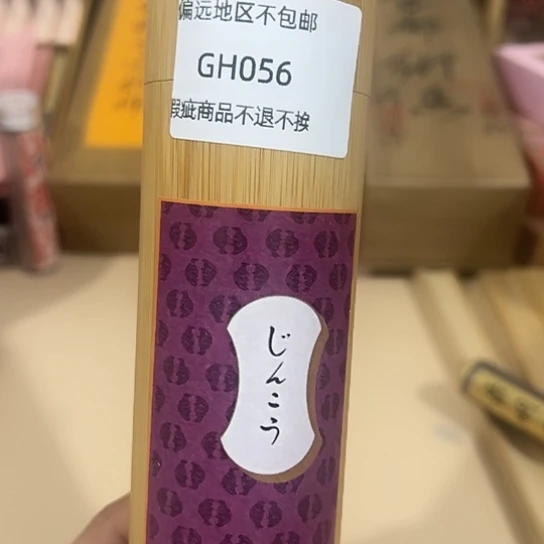 偏远地区不包邮
GH056
瑕疵商品不退不换
じんこう